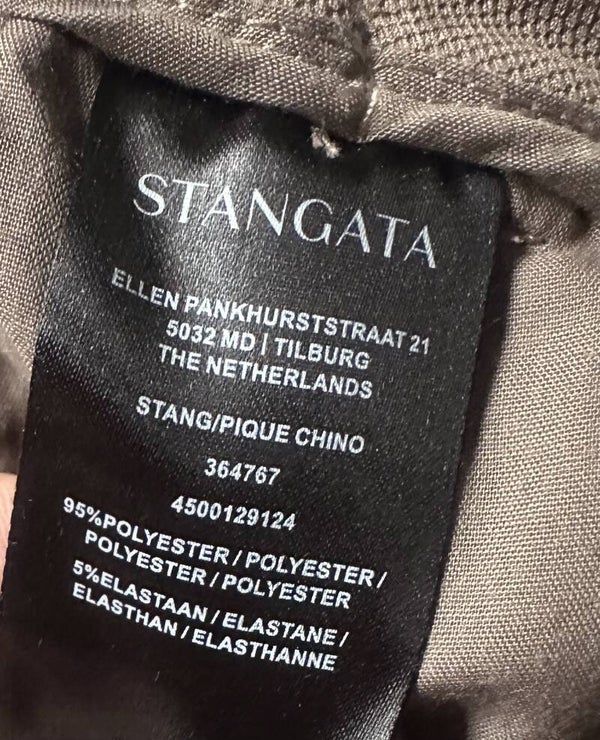 STANGATA
ELLEN PANKHURSTSTRAAT 21
5032 MD | TILBURG
THE NETHERLANDS
STANG/PIQUE CHINO
364767
4500129124
95%POLYESTER / POLYESTER /
POLYESTER / POLYESTER
5%ELASTAAN / ELASTANE /
ELASTHAN / ELASTHANNE